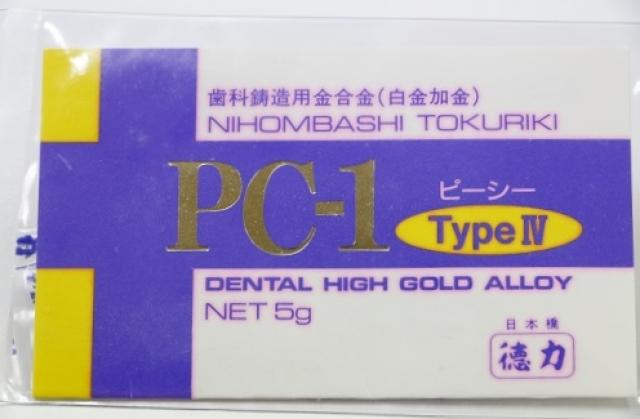 歯科鋳造用金合金(白金加金)
NIHOMBASHI TOKURIKI
PC-1
ピーシー
Type IV
DENTAL HIGH GOLD ALLOY
NET 5g
日本橋
徳力